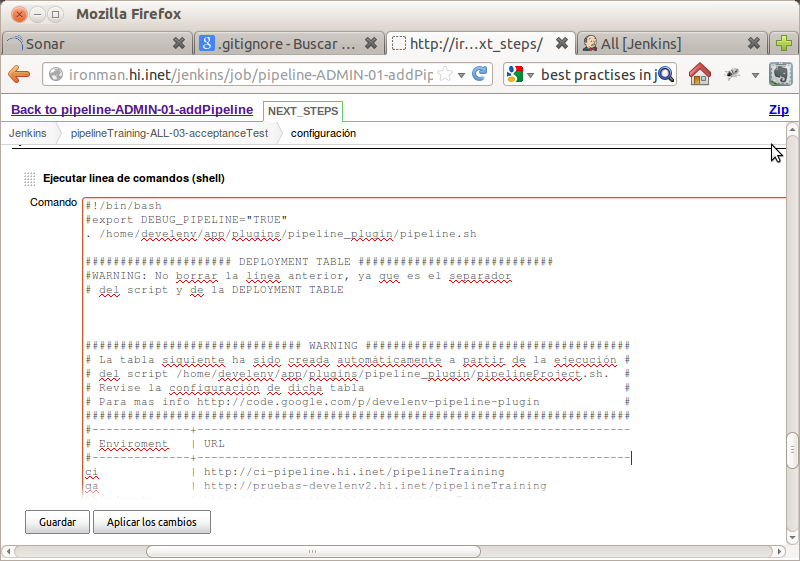 Mozilla Firefox
Sonar
.gitignore - Buscar ...
http://ir...xt_steps/
All [Jenkins]
ironman.hi.inet/jenkins/job/pipeline-ADMIN-01-addPip
best practises in j
Back to pipeline-ADMIN-01-addPipeline
NEXT_STEPS
Zip
Jenkins
pipelineTraining-ALL-03-acceptanceTest
configuración
Ejecutar linea de comandos (shell)
Comando
#!/bin/bash
#export DEBUG_PIPELINE="TRUE"
. /home/develenv/app/plugins/pipeline_plugin/pipeline.sh
##################### DEPLOYMENT TABLE ############################
#WARNING: No borrar la línea anterior, ya que es el separador
# del script y de la DEPLOYMENT TABLE
############################### WARNING ######################################
# La tabla siguiente ha sido creada automáticamente a partir de la ejecución #
# del script /home/develenv/app/plugins/pipeline_plugin/pipelineProject.sh. #
# Revise la configuración de dicha tabla #
# Para mas info http://code.google.com/p/develenv-pipeline-plugin #
##############################################################################
#--------------+--------------------------------------------------------------
# Enviroment | URL
#--------------+--------------------------------------------------------------
ci | http://ci-pipeline.hi.inet/pipelineTraining
qa | http://pruebas-develenv2.hi.inet/pipelineTraining
Guardar
Aplicar los cambios